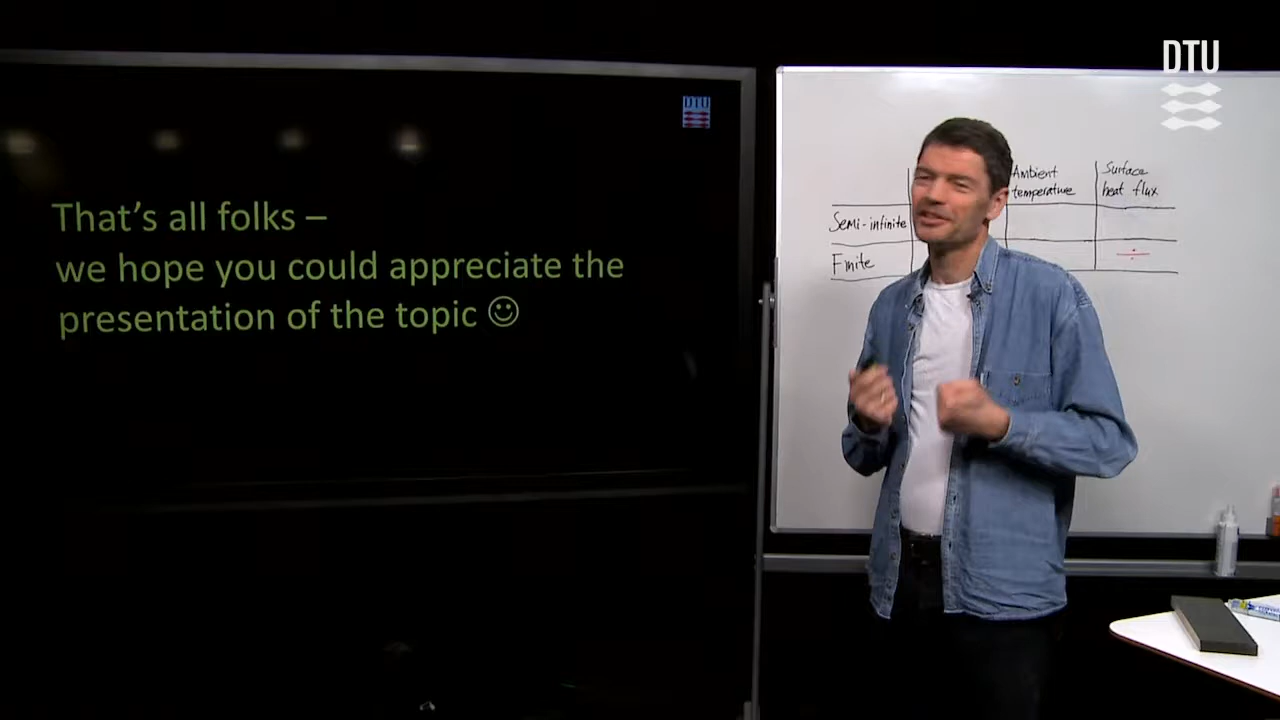 DTU
DTU
That's all folks –
we hope you could appreciate the
presentation of the topic ☺
Ambient
temperature
Surface
heat flux
Semi-infinite
Finite
÷